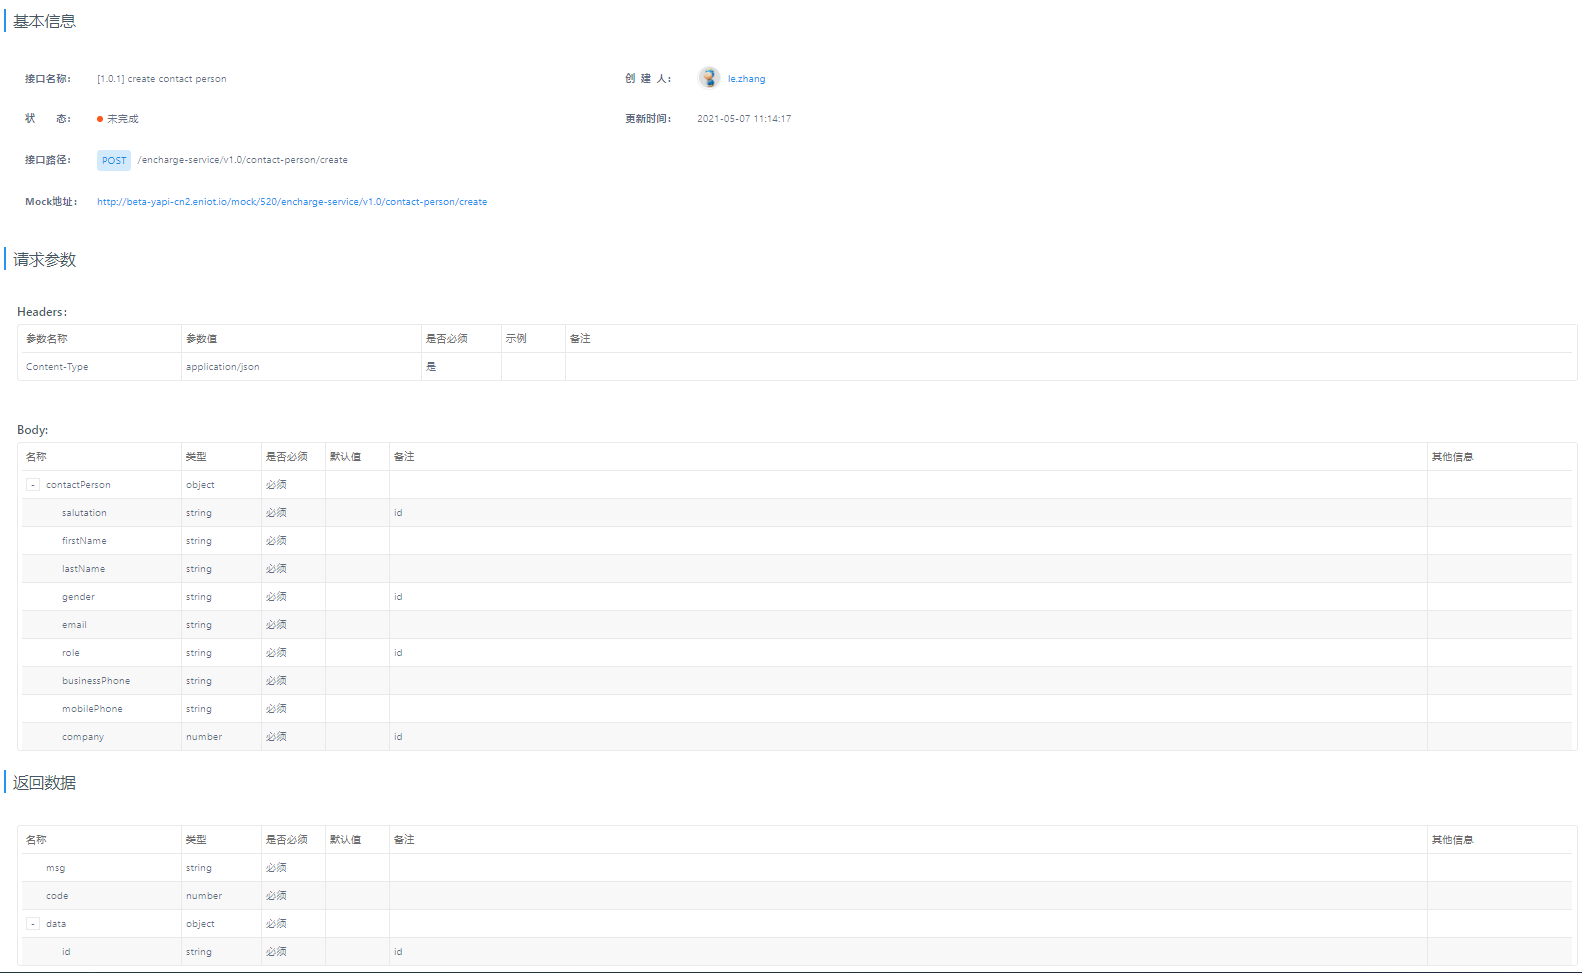 基本信息
接口名称： [1.0.1] create contact person 创 建 人： le.zhang
状 态： 未完成 更新时间： 2021-05-07 11:14:17
接口路径： POST /encharge-service/v1.0/contact-person/create
Mock地址： http://beta-yapi-cn2.eniot.io/mock/520/encharge-service/v1.0/contact-person/create
请求参数
Headers：
参数名称 参数值 是否必须 示例 备注
Content-Type application/json 是
Body:
名称 类型 是否必须 默认值 备注 其他信息
- contactPerson object 必须
salutation string 必须 id
firstName string 必须
lastName string 必须
gender string 必须 id
email string 必须
role string 必须 id
businessPhone string 必须
mobilePhone string 必须
company number 必须 id
返回数据
名称 类型 是否必须 默认值 备注 其他信息
msg string 必须
code number 必须
- data object 必须
id string 必须 id